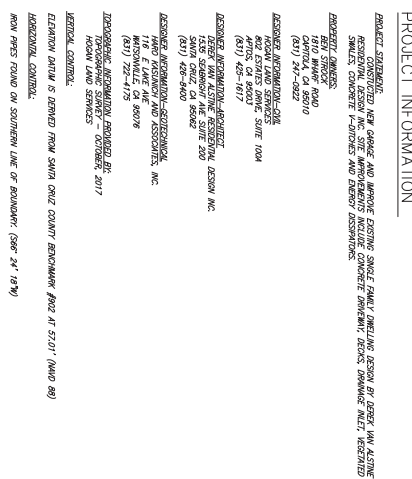 PROJECT INFORMATION
PROJECT STATEMENT:
CONSTRUCTED NEW GARAGE AND IMPROVE EXISTING SINGLE FAMILY DWELLING DESIGN BY DEREK VAN ALSTINE
RESIDENTIAL DESIGN INC. SITE IMPROVEMENTS INCLUDE CONCRETE DRIVEWAY, DECKS, DRAINAGE INLET, VEGETATED
SWALES, CONCRETE V-DITCHES AND ENERGY DISSIPATORS.
PROPERTY OWNERS:
BEN STROCK
1810 WHARF ROAD
CAPITOLA, CA 95010
(831) 247-0922
DESIGNER INFORMATION-CIVIL
HOGAN LAND SERVICES
802 ESTATES DRIVE, SUITE 100A
APTOS, CA 95003
(831) 425-1617
DESIGNER INFORMATION-ARCHITECT
DEREK VAN ALSTINE RESIDENTIAL DESIGN INC.
1535 SEABRIGHT AVE SUITE 200
SANTA CRUZ, CA 95062
(831) 426-8400
DESIGNER INFORMATION-GEOTECHNICAL
HARO KASUNICH AND ASSOCIATES, INC.
116 E LAKE AVE
WATSONVILLE, CA 95076
(831) 722-4175
TOPOGRAPHIC INFORMATION PROVIDED BY:
TOPOGRAPHIC SURVEY - OCTOBER, 2017
HOGAN LAND SERVICES
VERTICAL CONTROL:
ELEVATION DATUM IS DERIVED FROM SANTA CRUZ COUNTY BENCHMARK #902 AT 57.01' (NAVD 88)
HORIZONTAL CONTROL:
IRON PIPES FOUND ON SOUTHERN LINE OF BOUNDARY. (S66° 24' 18"W)